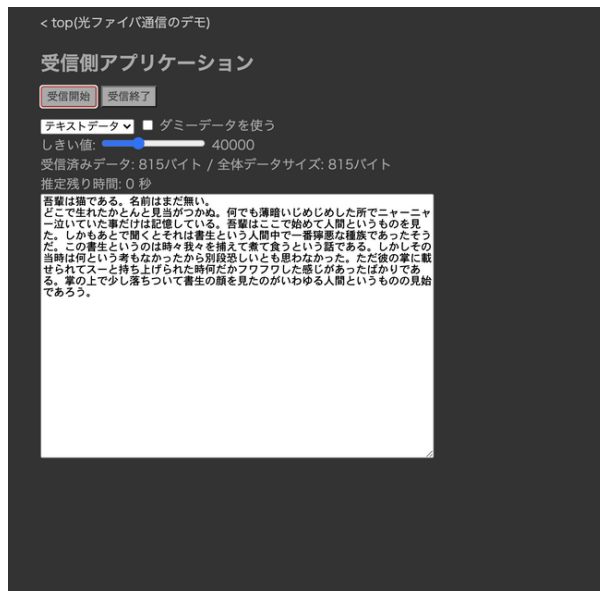 < top(光ファイバ通信のデモ)
受信側アプリケーション
受信開始 受信終了
テキストデータ ダミーデータを使う
しきい値: 40000
受信済みデータ: 815バイト / 全体データサイズ: 815バイト
推定残り時間: 0 秒
吾輩は猫である。名前はまだ無い。
どこで生れたかとんと見当がつかぬ。何でも薄暗いじめじめした所でニャーニャ
ー泣いていた事だけは記憶している。吾輩はここで始めて人間というものを見
た。しかもあとで聞くとそれは書生という人間中で一番獰悪な種族であったそう
だ。この書生というのは時々我々を捕えて煮て食うという話である。しかしその
当時は何という考もなかったから別段恐しいとも思わなかった。ただ彼の掌に載
せられてスーと持ち上げられた時何だかフワフワした感じがあったばかりであ
る。掌の上で少し落ちついて書生の顔を見たのがいわゆる人間というものの見始
であろう。